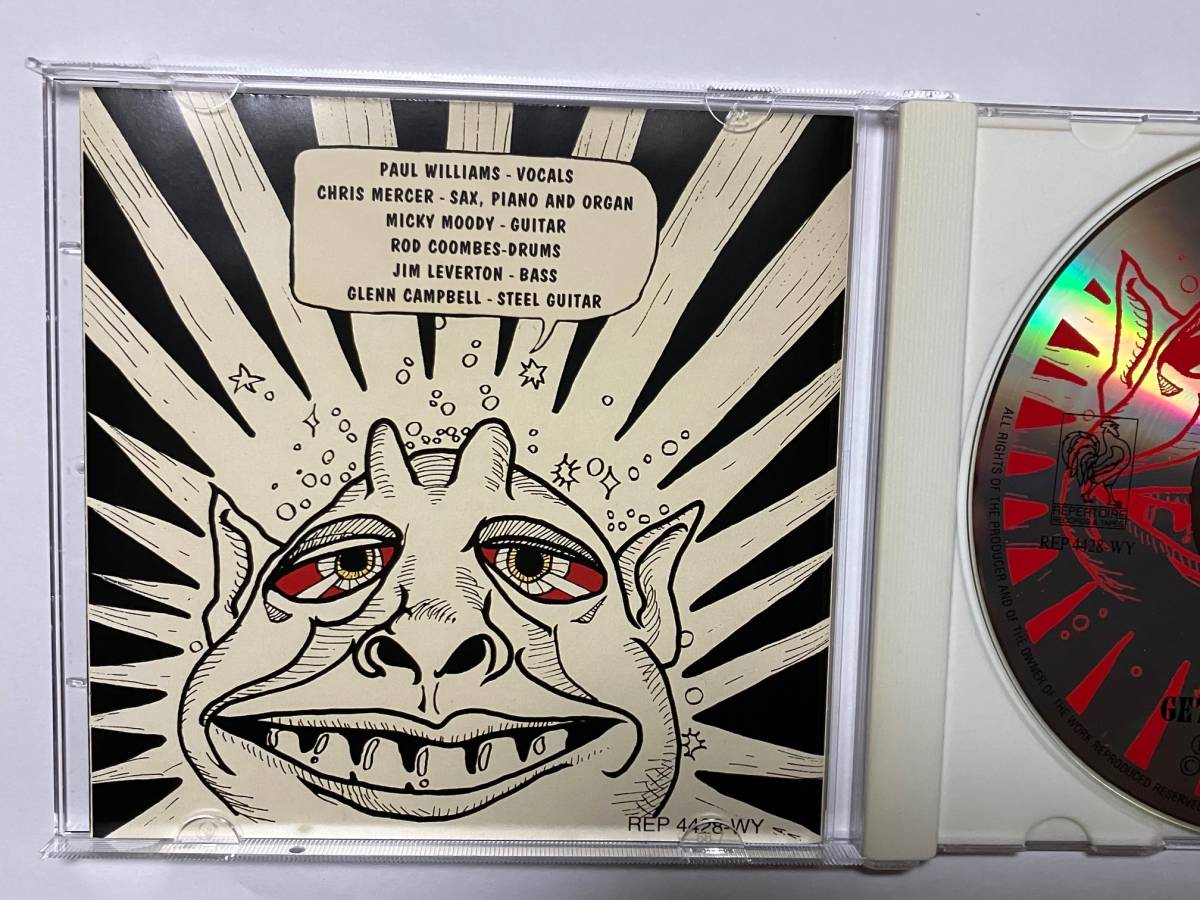 PAUL WILLIAMS - VOCALS
CHRIS MERCER - SAX, PIANO AND ORGAN
MICKY MOODY - GUITAR
ROD COOMBES-DRUMS
JIM LEVERTON - BASS
GLENN CAMPBELL - STEEL GUITAR
REP 4428-WY
REPERTOIRE
RECORDS & TAPES
REP 4428-WY
ALL RIGHTS OF THE PRODUCER AND OF THE OWNER OF THE WORK REPRODUCED RESERVED